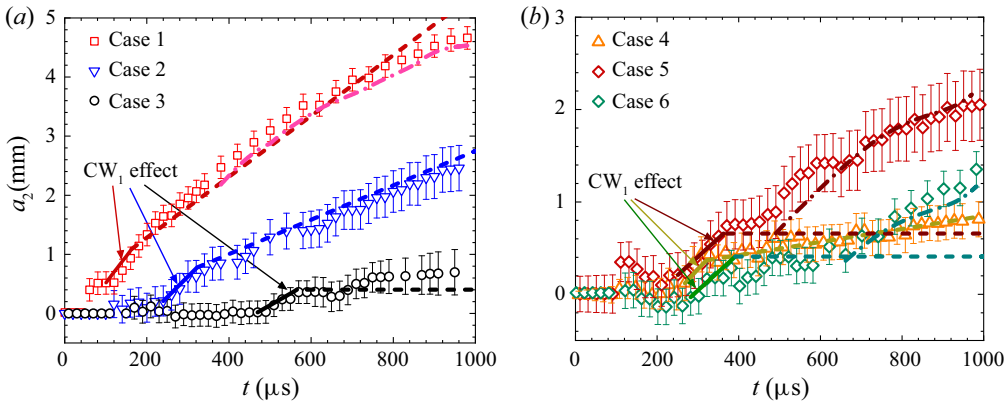 (a)
5
4
3
2
1
0
a₂(mm)
Case 1
Case 2
Case 3
CW₁ effect
0 200 400 600 800 1000
t (μs)
(b)
3
2
1
0
Case 4
Case 5
Case 6
CW₁ effect
0 200 400 600 800 1000
t (μs)